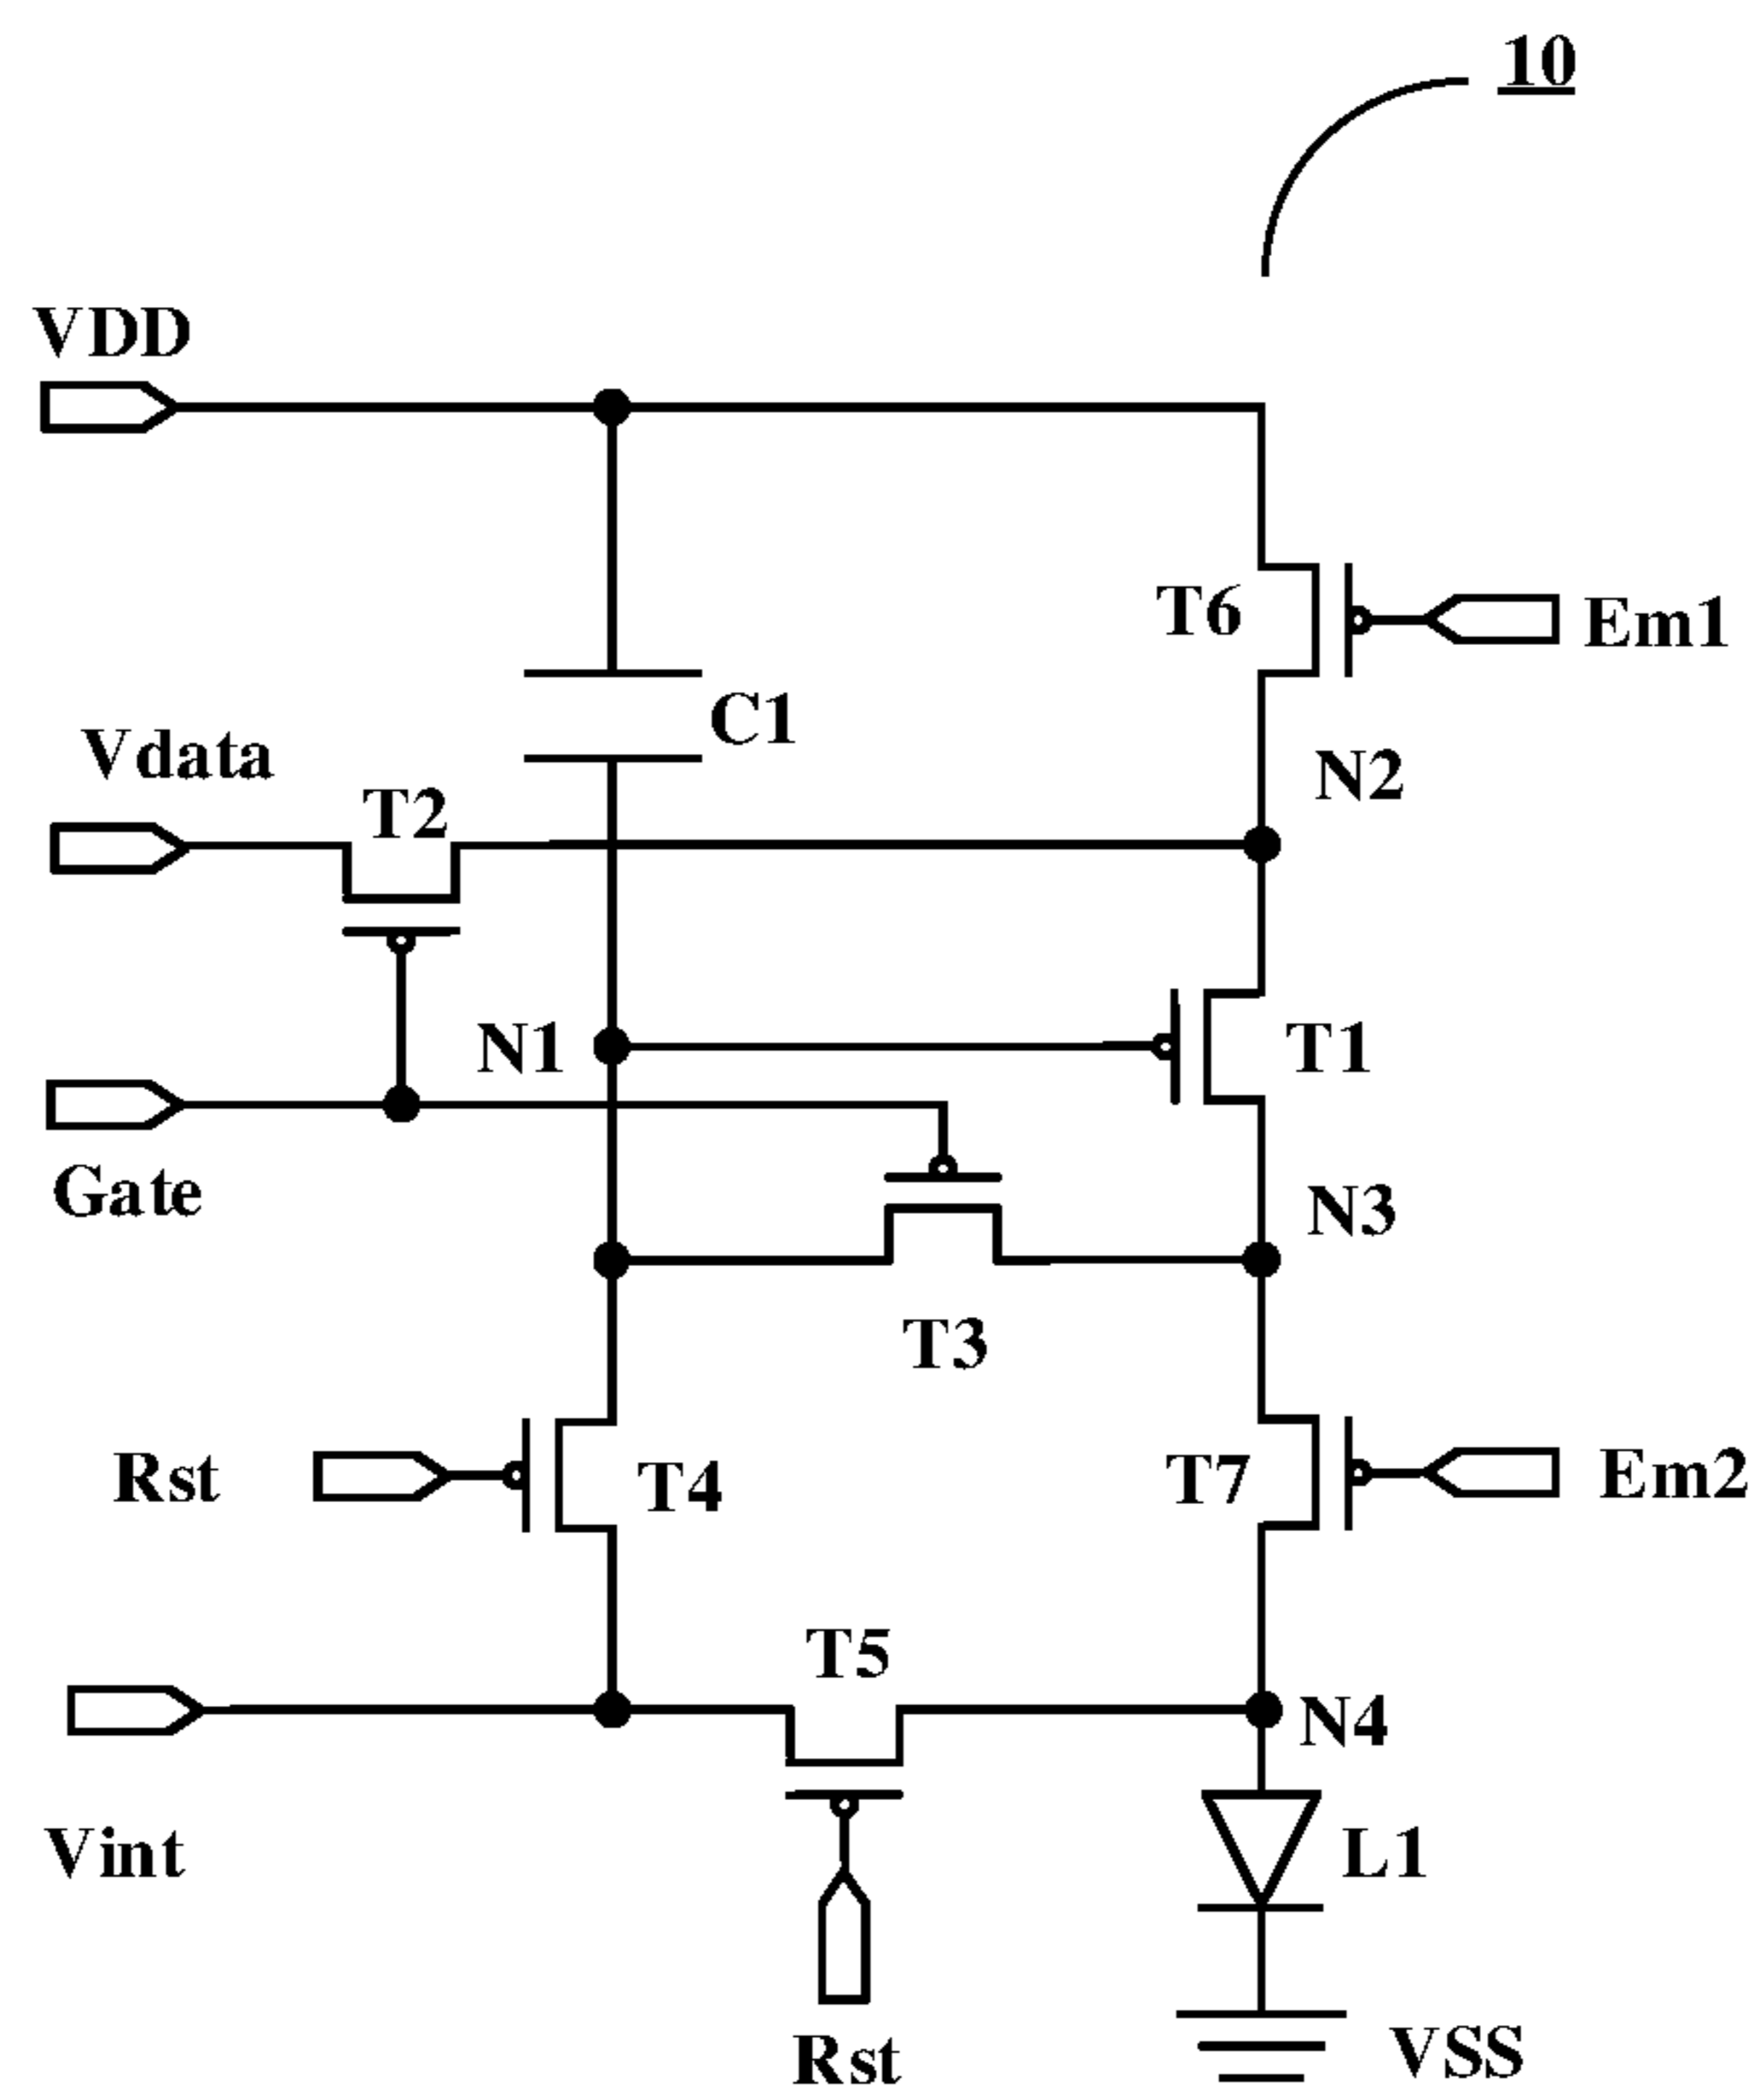 10
VDD
T6
Em1
C1
Vdata
N2
T2
N1
T1
Gate
N3
T3
Rst
T4
T7
Em2
T5
N4
Vint
L1
Rst
VSS